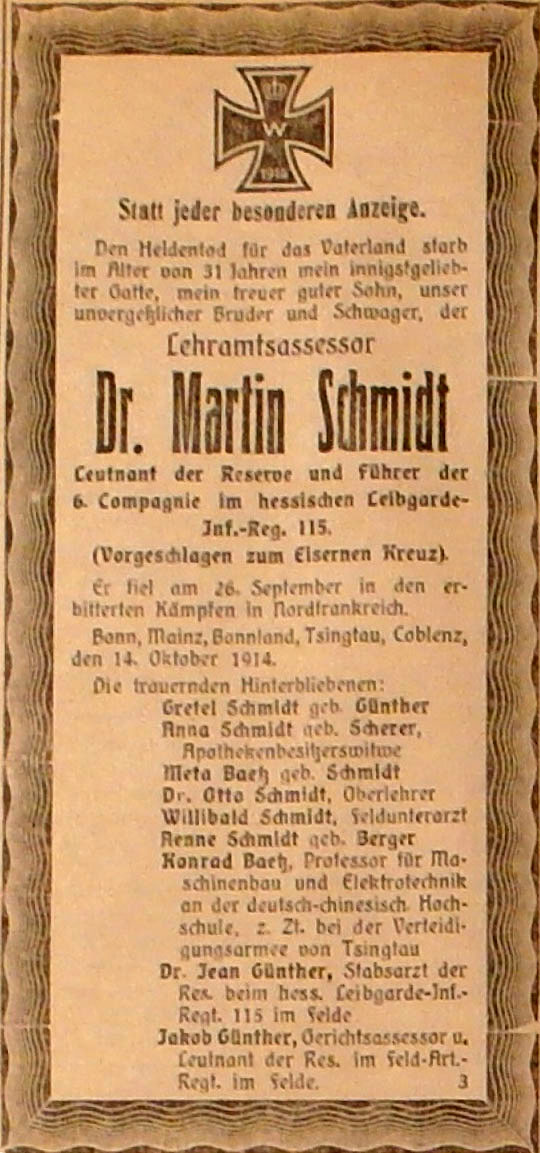 W
1914
Statt jeder besonderen Anzeige.
Den Heldentod für das Vaterland starb
im Alter von 31 Jahren mein innigstgelieb-
ter Gatte, mein treuer guter Sohn, unser
unvergeßlicher Bruder und Schwager, der
Lehramtsassessor
Dr. Martin Schmidt
Leutnant der Reserve und Führer der
6. Compagnie im hessischen Leibgarde-
Inf.-Reg. 115.
(Vorgeschlagen zum Eisernen Kreuz).
Er fiel am 26. September in den er-
bitterten Kämpfen in Nordfrankreich.
Bonn, Mainz, Bonnland, Tsingtau, Coblenz,
den 14. Oktober 1914.
Die trauernden Hinterbliebenen:
Gretel Schmidt geb. Günther
Anna Schmidt geb. Scherer,
Apothekenbesitzerswitwe
Meta Baetz geb. Schmidt
Dr. Otto Schmidt, Oberlehrer
Willibald Schmidt, Feldunterarzt
Aenne Schmidt geb. Berger
Konrad Baetz, Professor für Ma-
schinenbau und Elektrotechnik
an der deutsch-chinesisch. Hoch-
schule, z. Zt. bei der Verteidi-
gungsarmee von Tsingtau
Dr. Jean Günther, Stabsarzt der
Res. beim hess. Leibgarde-Inf.-
Regt. 115 im Felde
Jakob Günther, Gerichtsassessor u.
Leutnant der Res. im Feld-Art.-
Regt. im Felde. 3